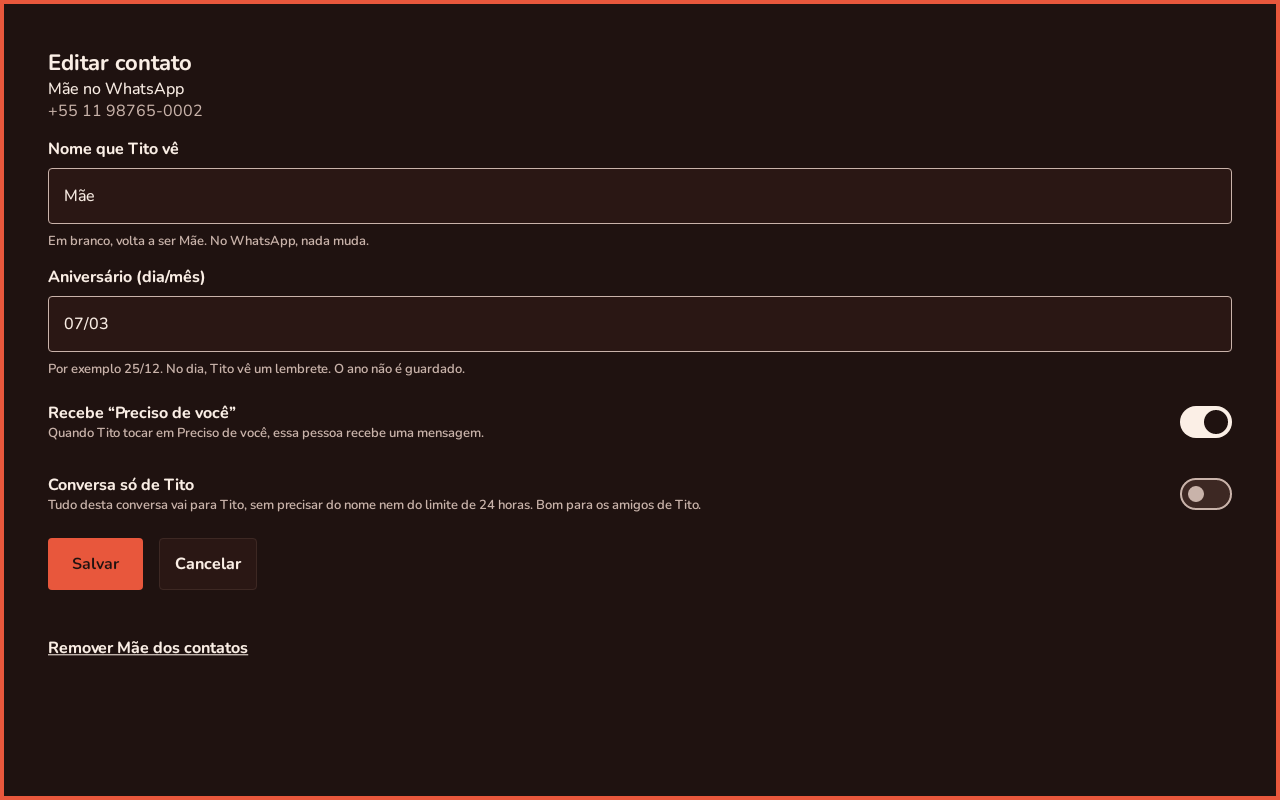 Editar contato
Mãe no WhatsApp
+55 11 98765-0002
Nome que Tito vê
Mãe
Em branco, volta a ser Mãe. No WhatsApp, nada muda.
Aniversário (dia/mês)
07/03
Por exemplo 25/12. No dia, Tito vê um lembrete. O ano não é guardado.
Recebe “Preciso de você”
Quando Tito tocar em Preciso de você, essa pessoa recebe uma mensagem.
Conversa só de Tito
Tudo desta conversa vai para Tito, sem precisar do nome nem do limite de 24 horas. Bom para os amigos de Tito.
Salvar
Cancelar
Remover Mãe dos contatos